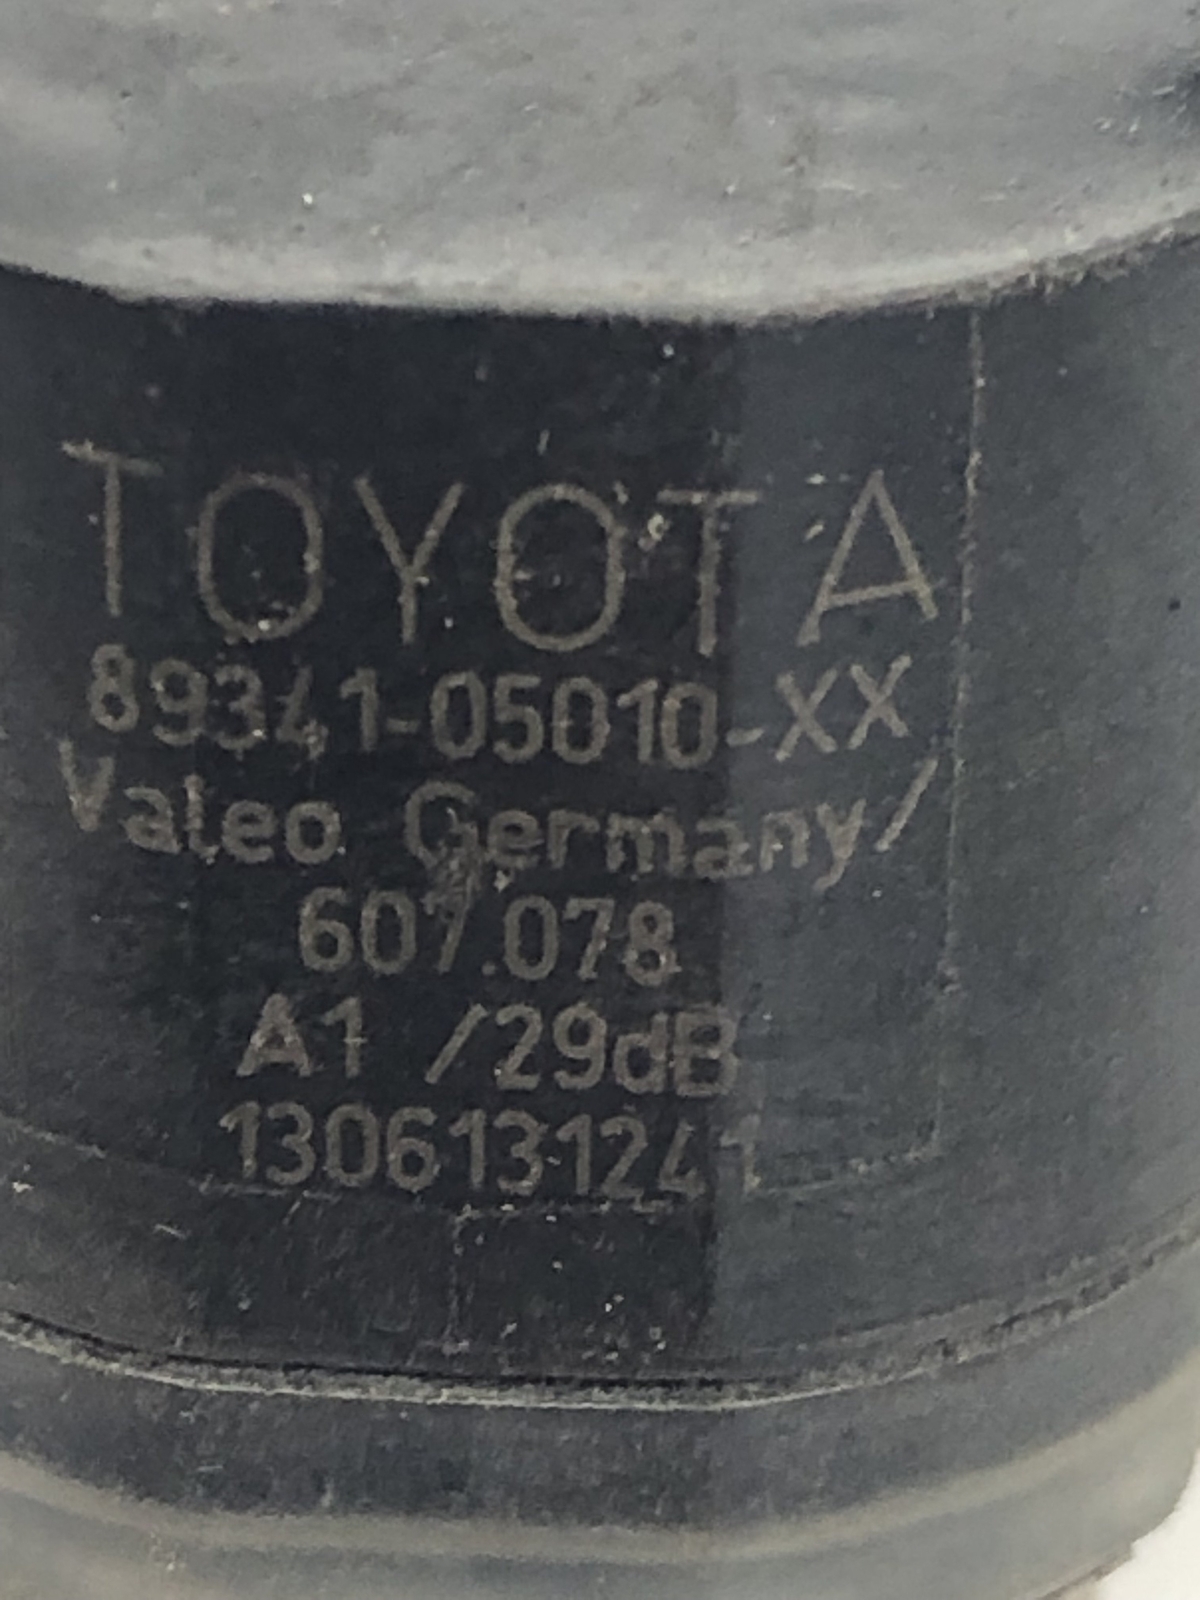 TOYOTA
89341-05010-XX
Valeo Germany/
607.078
A1 /29dB
1306131241